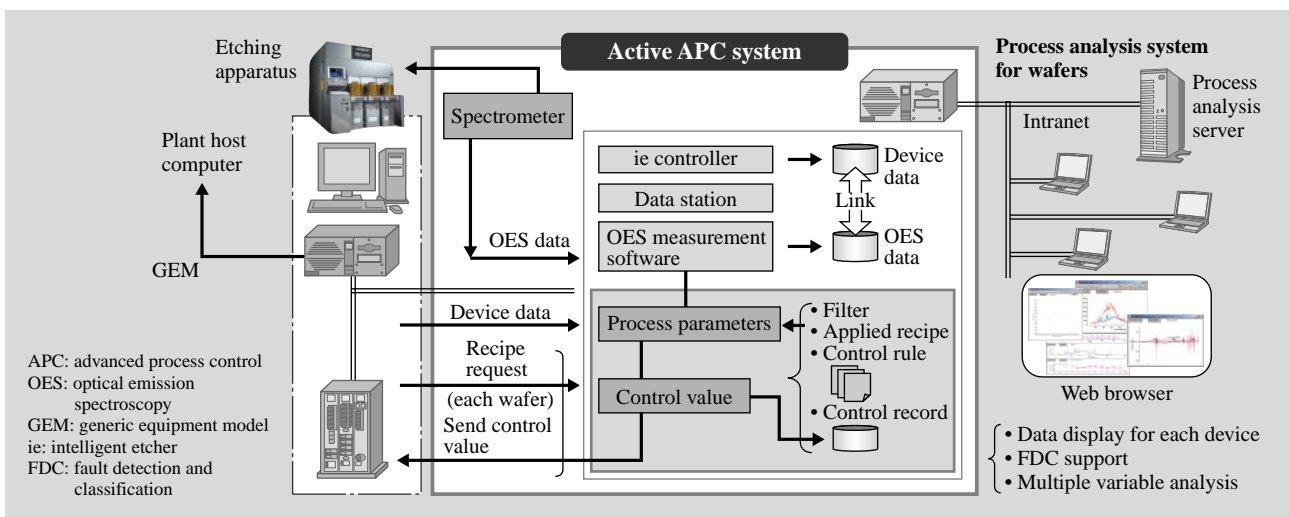 Etching
apparatus
Plant host
computer
GEM
APC: advanced process control
OES: optical emission
spectroscopy
GEM: generic equipment model
ie: intelligent etcher
FDC: fault detection and
classification
Active APC system
Spectrometer
OES data
Device data
Recipe
request
(each wafer)
Send control
value
ie controller
Data station
OES measurement
software
Device
data
Link
OES
data
Process parameters
Control value
• Filter
• Applied recipe
• Control rule
• Control record
Process analysis system
for wafers
Intranet
Process
analysis
server
Web browser
• Data display for each device
• FDC support
• Multiple variable analysis